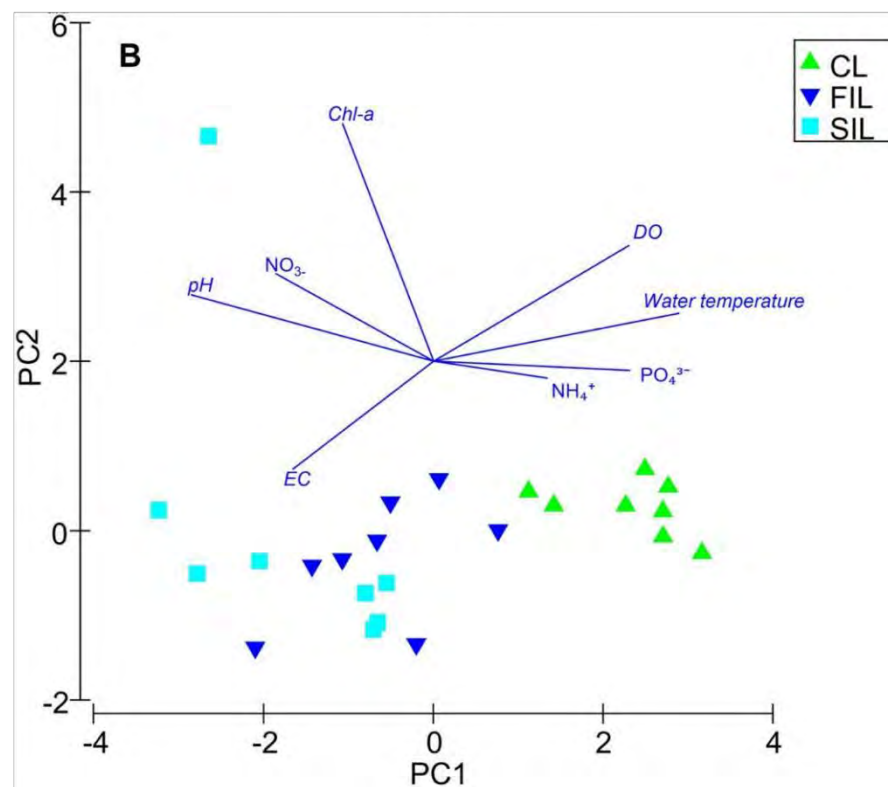 B
6
4
2
0
-2
PC2
-4 -2 0 2 4
PC1
CL
FIL
SIL
Chl-a
DO
NO₃-
pH
Water temperature
PO₄³⁻
NH₄⁺
EC